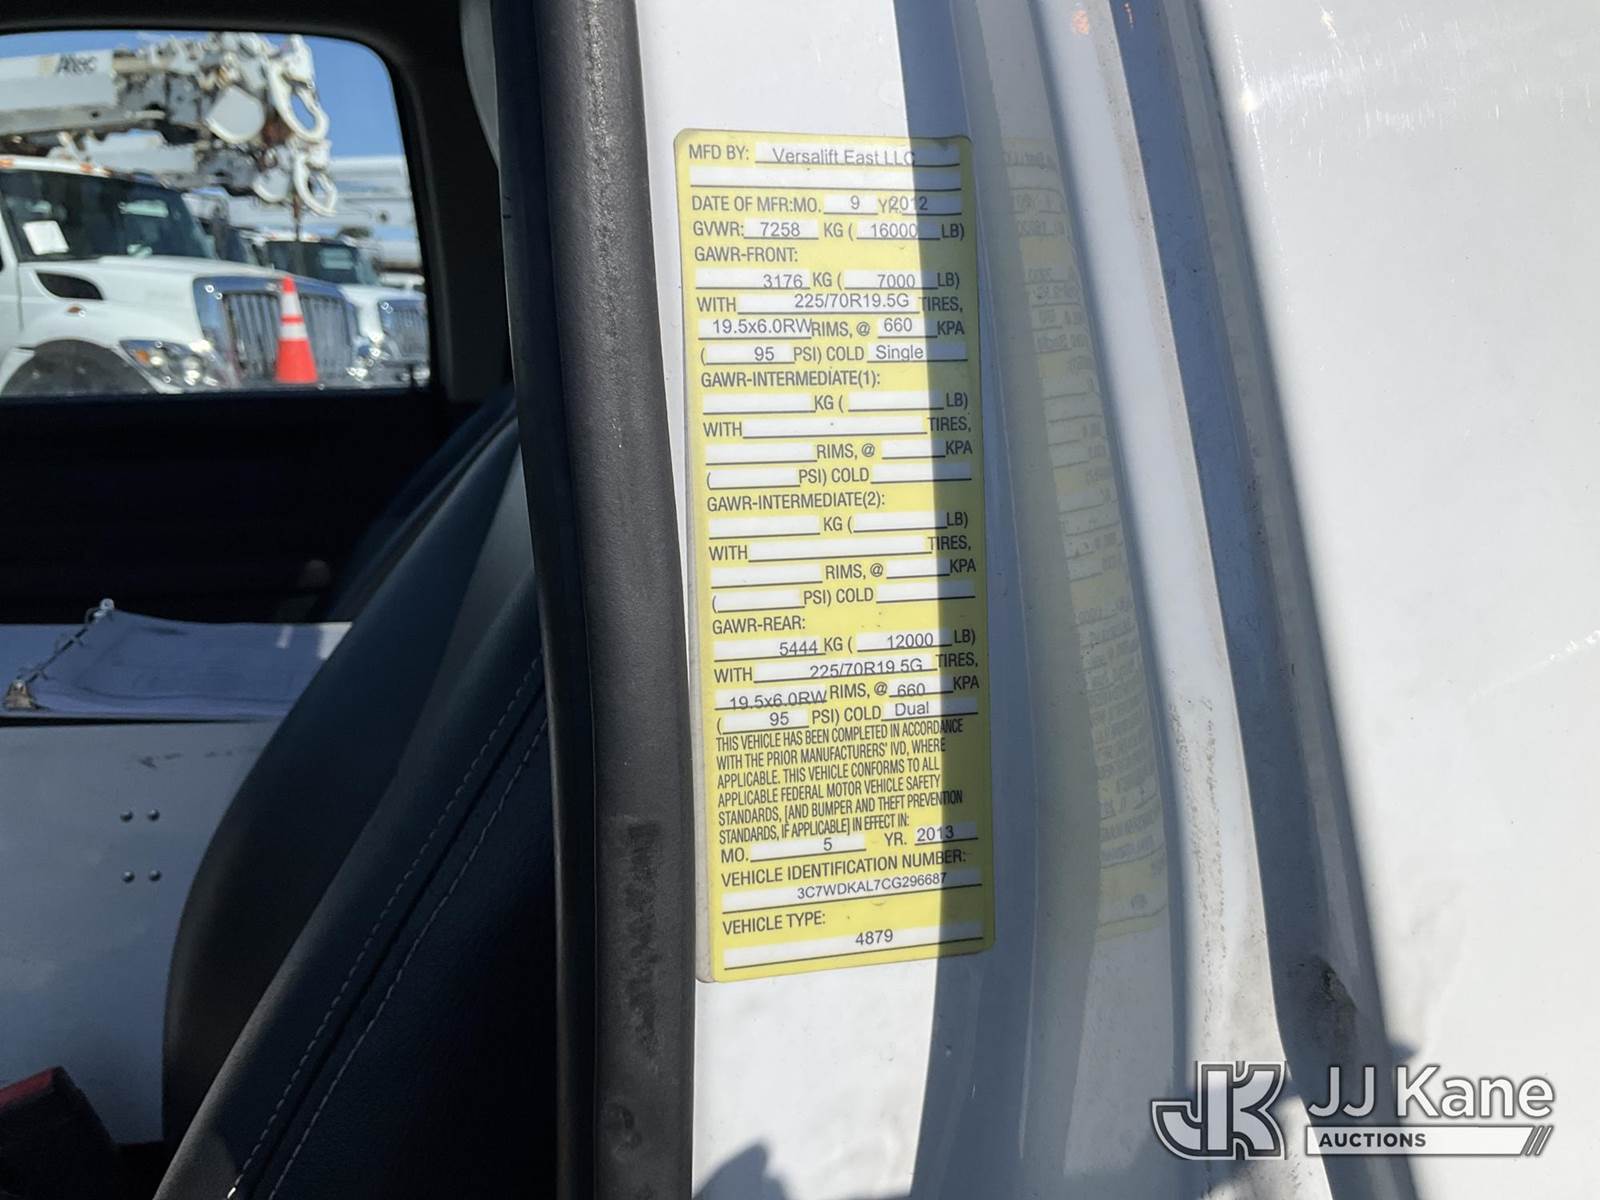 Altec
MFD BY: Versalift East LLC
DATE OF MFR:MO. 9 YR. 2012
GVWR: 7258 KG ( 16000 LB)
GAWR-FRONT:
3176 KG ( 7000 LB)
WITH 225/70R19.5G TIRES,
19.5x6.0RW RIMS, @ 660 KPA
( 95 PSI) COLD Single
GAWR-INTERMEDIATE(1):
KG ( LB)
WITH TIRES,
RIMS, @ KPA
( PSI) COLD
GAWR-INTERMEDIATE(2):
KG ( LB)
WITH TIRES,
RIMS, @ KPA
( PSI) COLD
GAWR-REAR:
5444 KG ( 12000 LB)
WITH 225/70R19.5G TIRES,
19.5x6.0RW RIMS, @ 660 KPA
( 95 PSI) COLD Dual
THIS VEHICLE HAS BEEN COMPLETED IN ACCORDANCE
WITH THE PRIOR MANUFACTURERS' IVD, WHERE
APPLICABLE. THIS VEHICLE CONFORMS TO ALL
APPLICABLE FEDERAL MOTOR VEHICLE SAFETY
STANDARDS, [AND BUMPER AND THEFT PREVENTION
STANDARDS, IF APPLICABLE] IN EFFECT IN:
MO. 5 YR. 2013
VEHICLE IDENTIFICATION NUMBER:
3C7WDKAL7CG296687
VEHICLE TYPE:
4879
JK JJ Kane
AUCTIONS